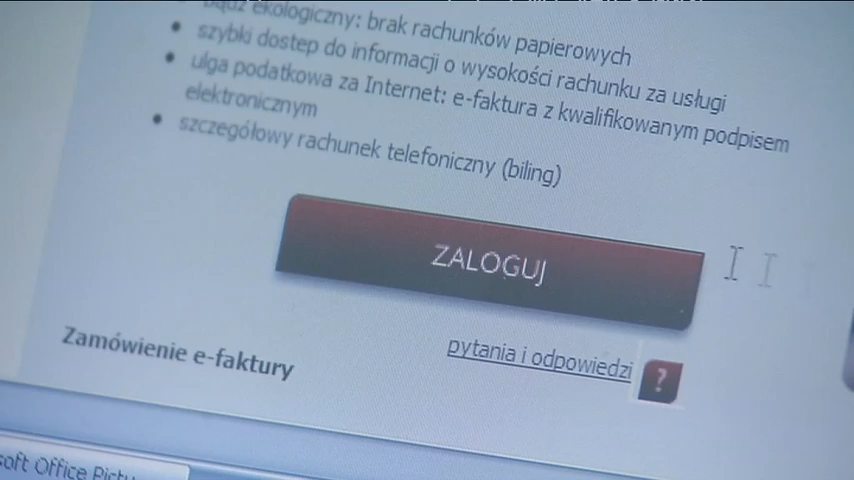 bądź ekologiczny: brak rachunków papierowych
szybki dostep do informacji o wysokości rachunku za usługi
ulga podatkowa za Internet: e-faktura z kwalifikowanym podpisem
elektronicznym
szczegółowy rachunek telefoniczny (biling)
ZALOGUJ
pytania i odpowiedzi ?
Zamówienie e-faktury
soft Office Pictu